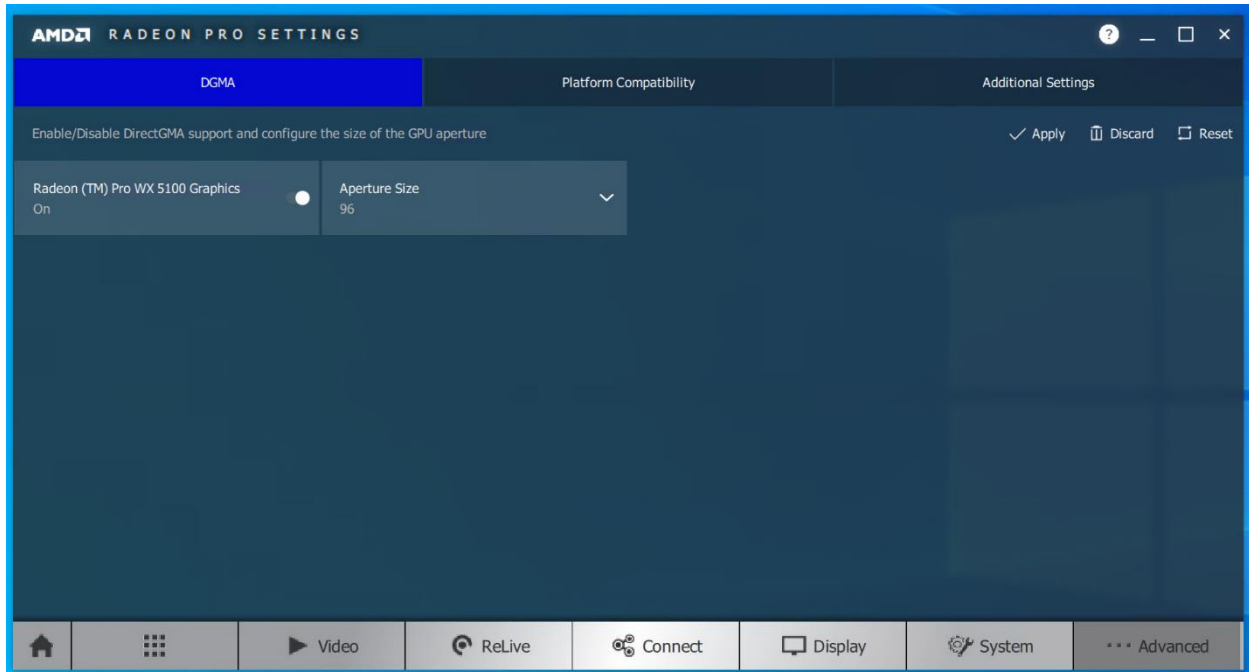 AMD RADEON PRO SETTINGS
?
DGMA
Platform Compatibility
Additional Settings
Enable/Disable DirectGMA support and configure the size of the GPU aperture
Apply
Discard
Reset
Radeon (TM) Pro WX 5100 Graphics
On
Aperture Size
96
Video
ReLive
Connect
Display
System
Advanced